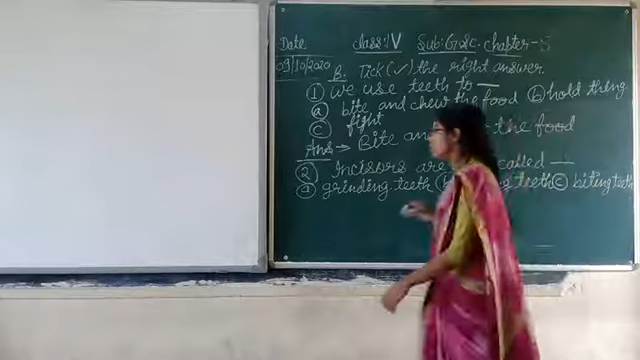 Date class: V Sub: G.Sc. chapter-5
09/10/2020
B. Tick (✓) the right answer.
① We use teeth to —
ⓐ bite and chew the food ⓑ hold thing
ⓒ fight
Ans → Bite and the food
② Incisors are called —
ⓐ grinding teeth teeth ⓒ biting teeth